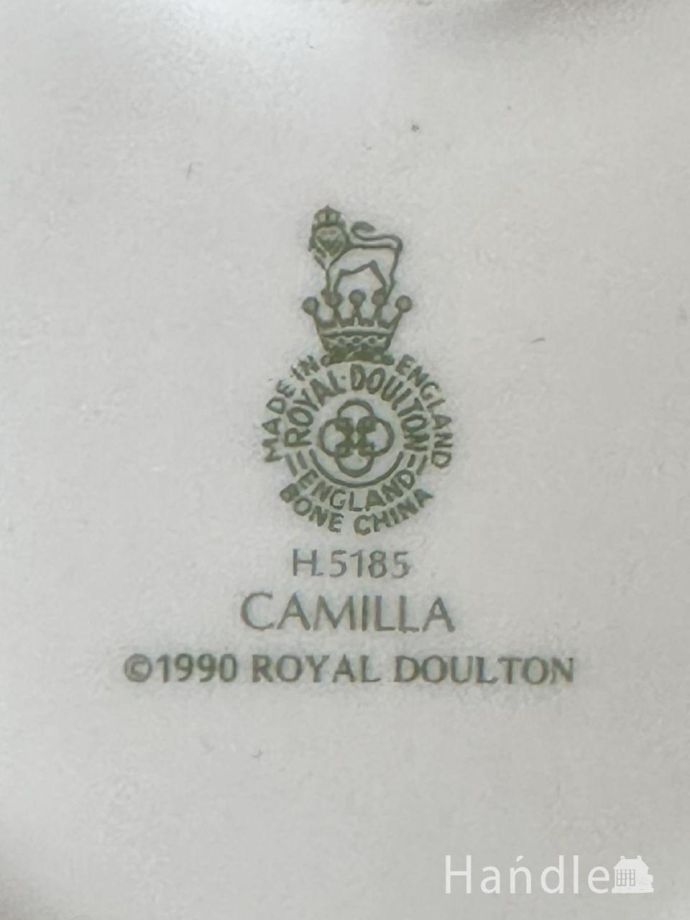 MADE IN ENGLAND
ROYAL·DOULTON
ENGLAND
BONE CHINA
H.5185
CAMILLA
©1990 ROYAL DOULTON
Handle